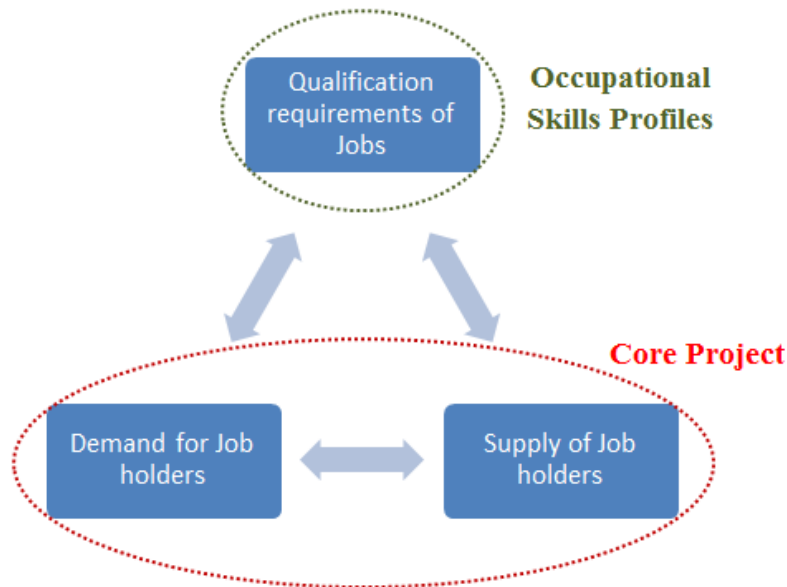 Qualification
requirements of
Jobs
Occupational
Skills Profiles
Core Project
Demand for Job
holders
Supply of Job
holders